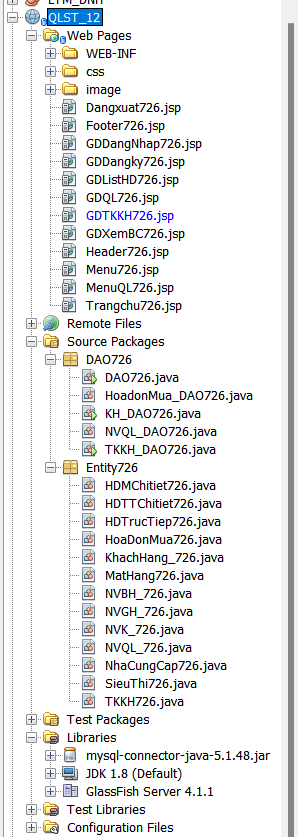 QLST_12
Web Pages
WEB-INF
css
image
Dangxuat726.jsp
Footer726.jsp
GDDangNhap726.jsp
GDDangky726.jsp
GDListHD726.jsp
GDQL726.jsp
GDTKKH726.jsp
GDXemBC726.jsp
Header726.jsp
Menu726.jsp
MenuQL726.jsp
Trangchu726.jsp
Remote Files
Source Packages
DAO726
DAO726.java
HoadonMua_DAO726.java
KH_DAO726.java
NVQL_DAO726.java
TKKH_DAO726.java
Entity726
HDMChitiet726.java
HDTTChitiet726.java
HDTrucTiep726.java
HoaDonMua726.java
KhachHang_726.java
MatHang726.java
NVBH_726.java
NVGH_726.java
NVK_726.java
NVQL_726.java
NhaCungCap726.java
SieuThi726.java
TKKH726.java
Test Packages
Libraries
mysql-connector-java-5.1.48.jar
JDK 1.8 (Default)
GlassFish Server 4.1.1
Test Libraries
Configuration Files